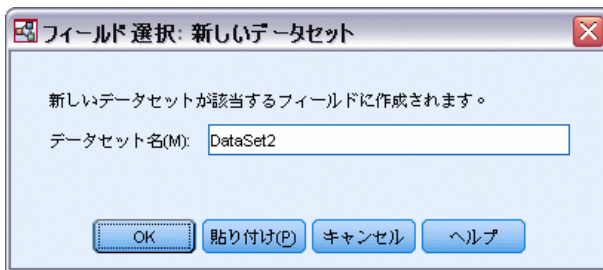 フィールド選択: 新しいデータセット
新しいデータセットが該当するフィールドに作成されます。
データセット名(M): DataSet2
OK 貼り付け(P) キャンセル ヘルプ